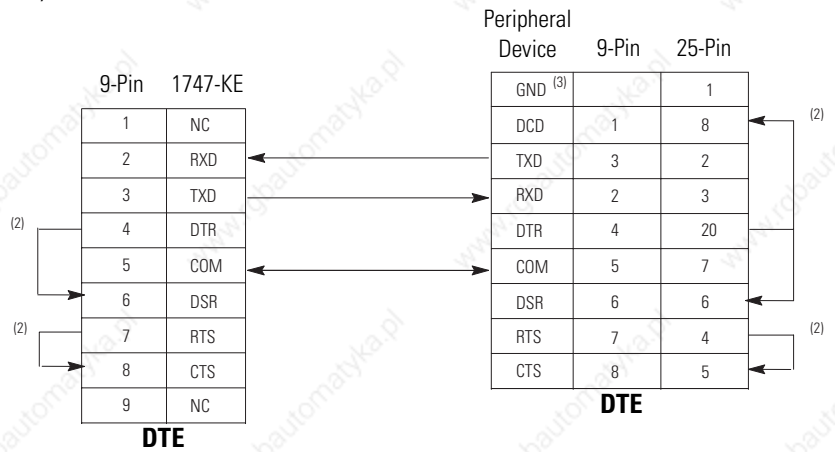 Peripheral
Device 9-Pin 25-Pin
9-Pin 1747-KE
GND (3) 1
DCD 1 8
TXD 3 2
RXD 2 3
DTR 4 20
COM 5 7
DSR 6 6
RTS 7 4
CTS 8 5
DTE
(2)
(2)
1 NC
2 RXD
3 TXD
4 DTR
5 COM
6 DSR
7 RTS
8 CTS
9 NC
DTE
(2)
(2)
www.rgbautomatyka.pl